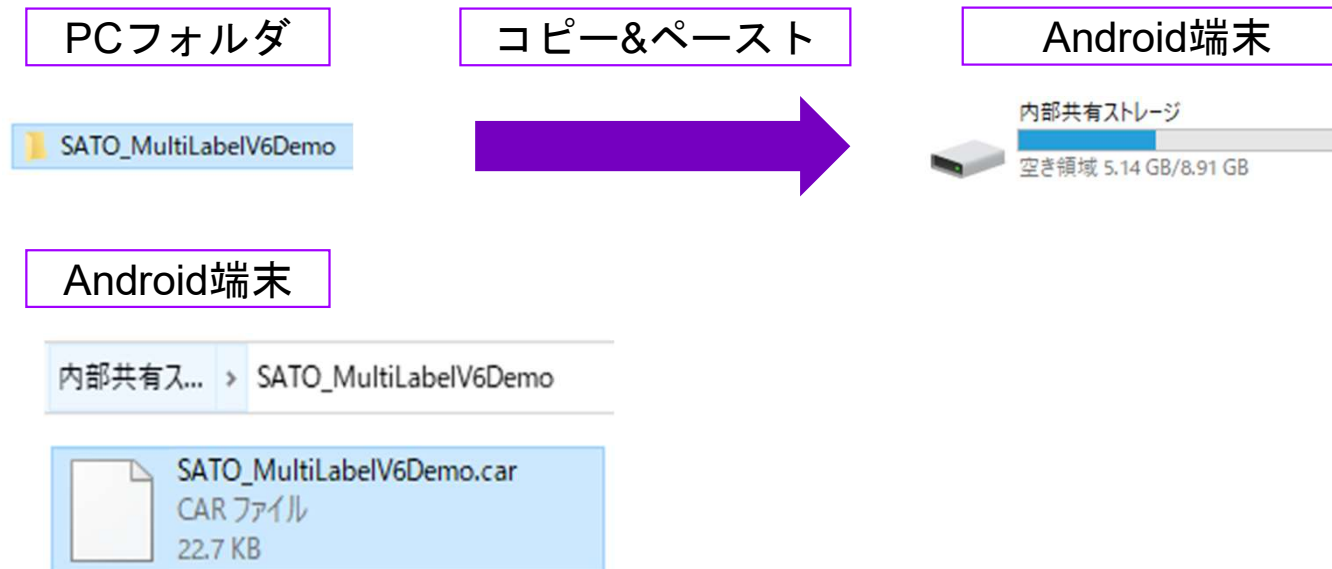 PCフォルダ
コピー&ペースト
Android端末
SATO_MultiLabelV6Demo
内部共有ストレージ
空き領域 5.14 GB/8.91 GB
Android端末
内部共有ス... › SATO_MultiLabelV6Demo
SATO_MultiLabelV6Demo.car
CAR ファイル
22.7 KB